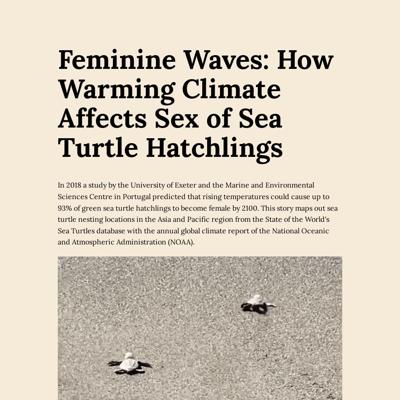 Feminine Waves: How
Warming Climate
Affects Sex of Sea
Turtle Hatchlings
In 2018 a study by the University of Exeter and the Marine and Environmental
Sciences Centre in Portugal predicted that rising temperatures could cause up to
93% of green sea turtle hatchlings to become female by 2100. This story maps out sea
turtle nesting locations in the Asia and Pacific region from the State of the World's
Sea Turtles database with the annual global climate report of the National Oceanic
and Atmospheric Administration (NOAA).